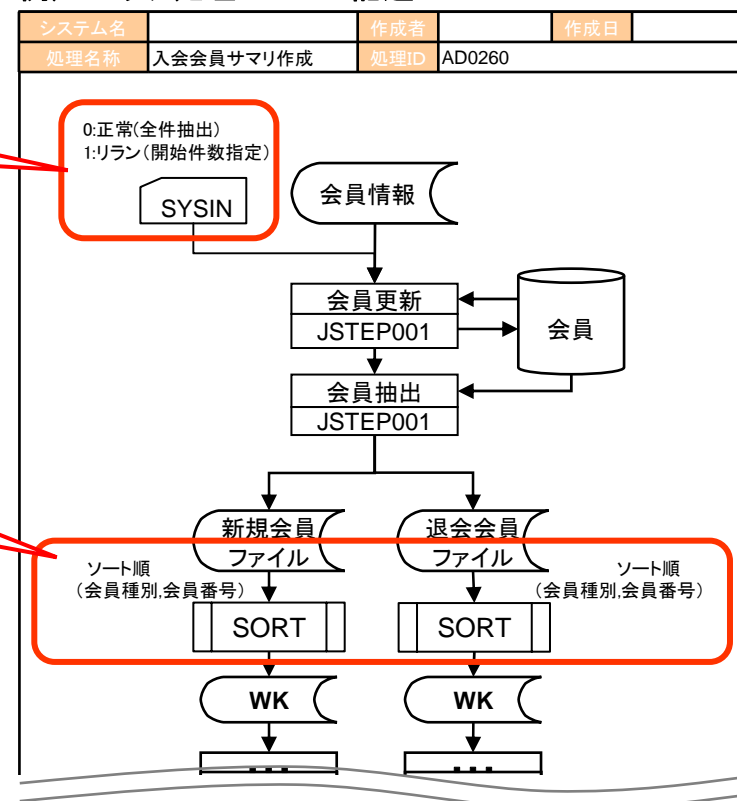 システム名 作成者 作成日
処理名称 入会会員サマリ作成 処理ID AD0260
0:正常(全件抽出)
1:リラン(開始件数指定)
SYSIN
会員情報
会員更新
JSTEP001
会員
会員抽出
JSTEP001
新規会員
ファイル
退会会員
ファイル
ソート順
(会員種別,会員番号)
ソート順
(会員種別,会員番号)
SORT
SORT
WK
WK
...
...